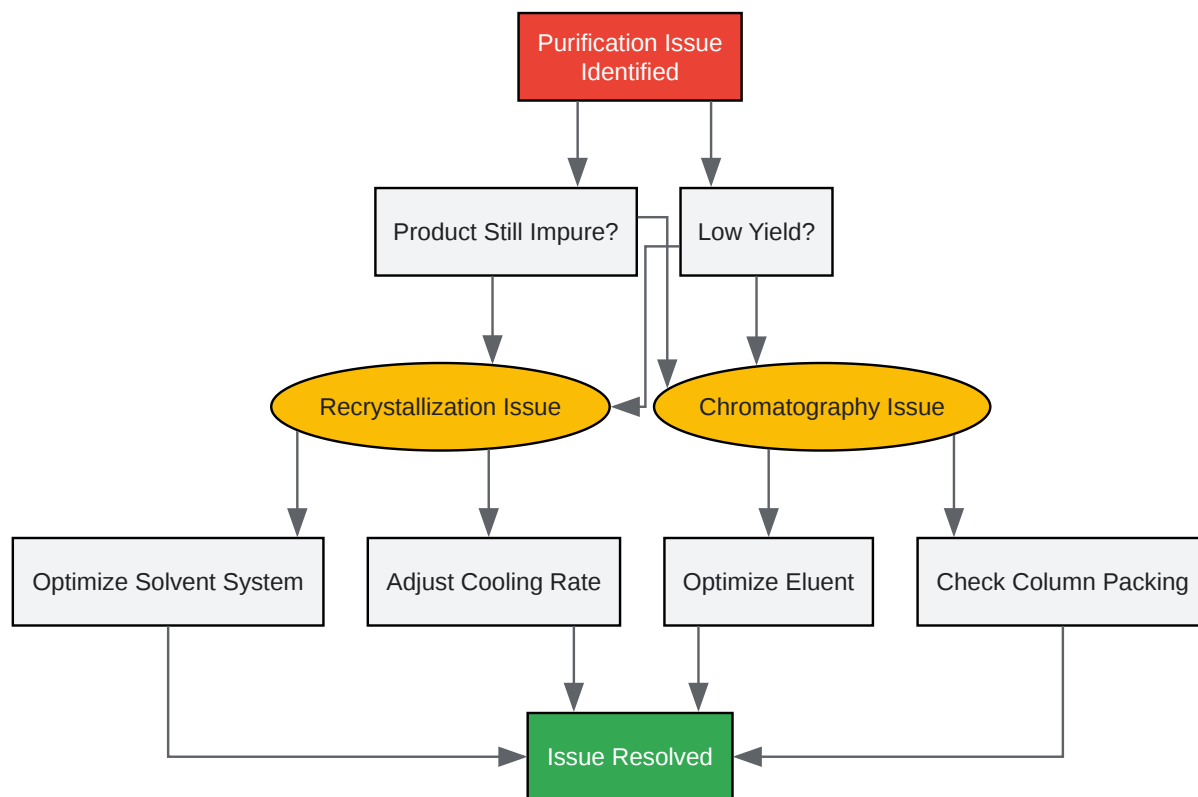 Purification Issue
Identified
Product Still Impure?
Low Yield?
Recrystallization Issue
Chromatography Issue
Optimize Solvent System
Adjust Cooling Rate
Optimize Eluent
Check Column Packing
Issue Resolved